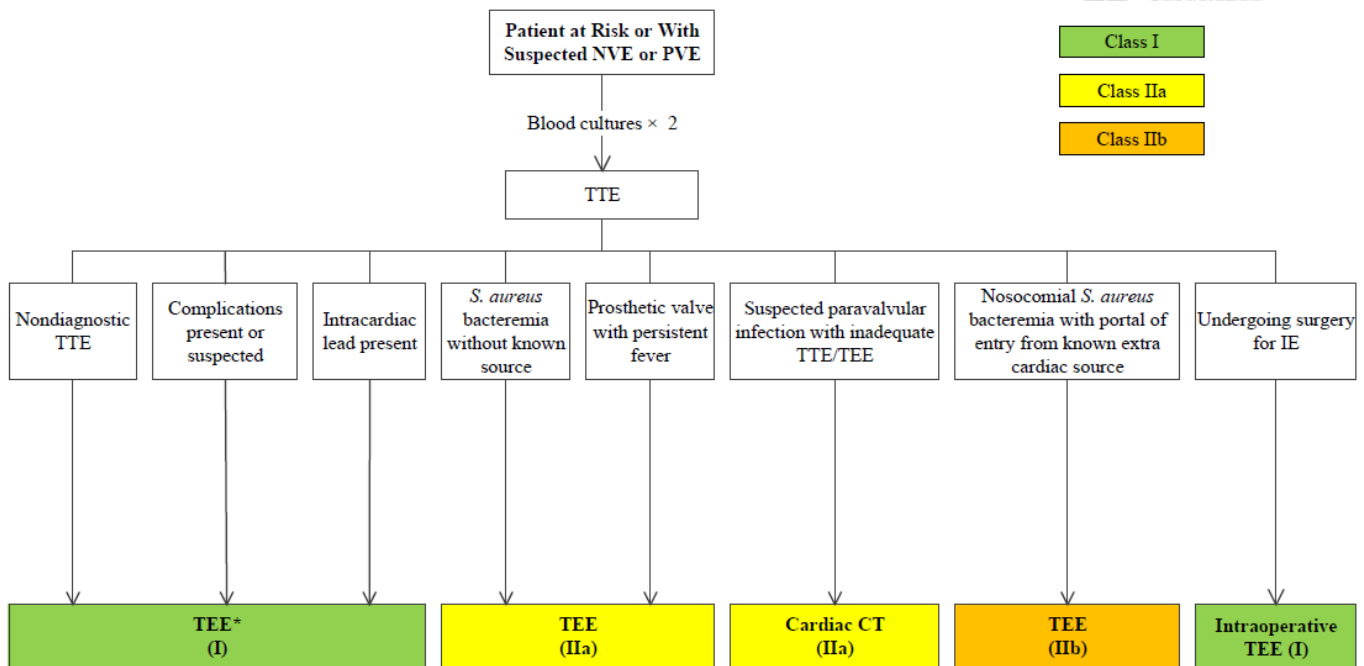 Patient at Risk or With
Suspected NVE or PVE
Class I
Class IIa
Class IIb
Blood cultures × 2
TTE
Nondiagnostic
TTE
Complications
present or
suspected
Intracardiac
lead present
S. aureus
bacteremia
without known
source
Prosthetic valve
with persistent
fever
Suspected paravalvular
infection with inadequate
TTE/TEE
Nosocomial S. aureus
bacteremia with portal of
entry from known extra
cardiac source
Undergoing surgery
for IE
TEE*
(I)
TEE
(IIa)
Cardiac CT
(IIa)
TEE
(IIb)
Intraoperative
TEE (I)